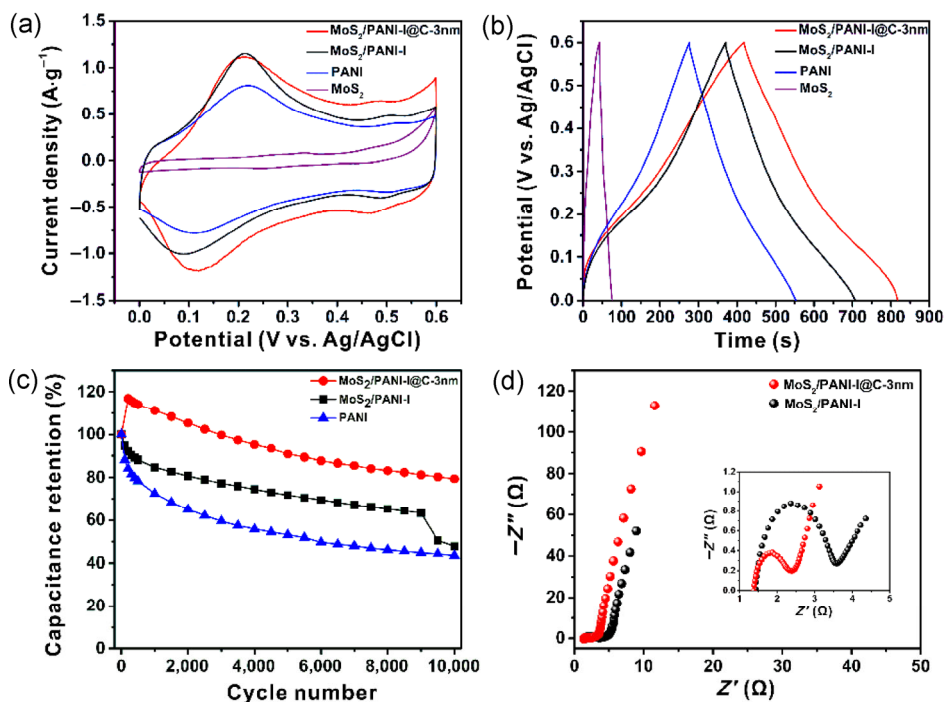 (a)
Current density (A·g⁻¹)
1.5
1.0
0.5
0.0
−0.5
−1.0
−1.5
MoS₂/PANI-I@C-3nm
MoS₂/PANI-I
PANI
MoS₂
0.0 0.1 0.2 0.3 0.4 0.5 0.6
Potential (V vs. Ag/AgCl)
(b)
Potential (V vs. Ag/AgCl)
0.6
0.5
0.4
0.3
0.2
0.1
0.0
MoS₂/PANI-I@C-3nm
MoS₂/PANI-I
PANI
MoS₂
0 100 200 300 400 500 600 700 800 900
Time (s)
(c)
Capacitance retention (%)
120
100
80
60
40
20
0
MoS₂/PANI-I@C-3nm
MoS₂/PANI-I
PANI
0 2,000 4,000 6,000 8,000 10,000
Cycle number
(d)
−Z″ (Ω)
120
100
80
60
40
20
0
MoS₂/PANI-I@C-3nm
MoS₂/PANI-I
−Z″ (Ω)
1.2
1.0
0.8
0.6
0.4
0.2
0.0
1 2 3 4 5
Z′ (Ω)
0 10 20 30 40 50
Z′ (Ω)